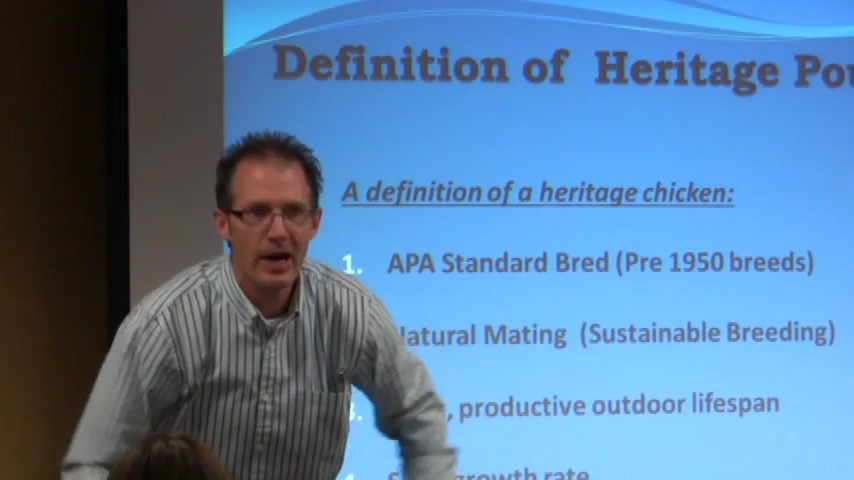 Definition of Heritage
A definition of a heritage chicken:
1. APA Standard Bred (Pre 1950 breeds)
Natural Mating (Sustainable Breeding)
, productive outdoor lifespan
growth rate